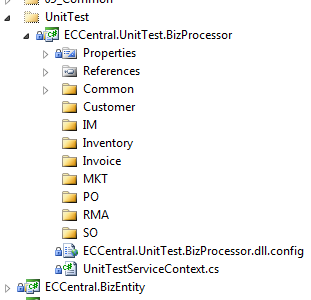 03_Common
UnitTest
ECCentral.UnitTest.BizProcessor
Properties
References
Common
Customer
IM
Inventory
Invoice
MKT
PO
RMA
SO
ECCentral.UnitTest.BizProcessor.dll.config
UnitTestServiceContext.cs
ECCentral.BizEntity